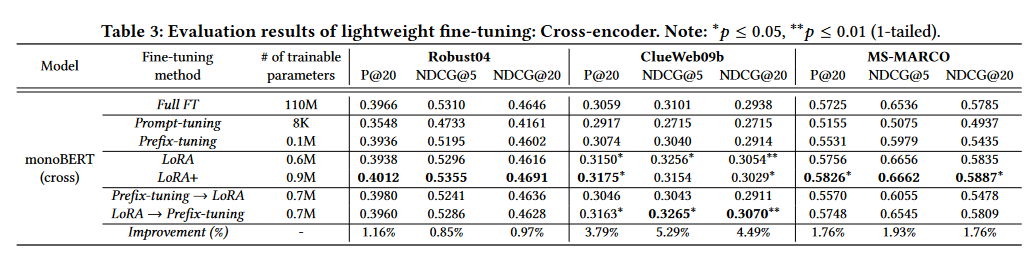 Table 3: Evaluation results of lightweight fine-tuning: Cross-encoder. Note: *p ≤ 0.05, **p ≤ 0.01 (1-tailed).
Model Fine-tuning method # of trainable parameters Robust04 ClueWeb09b MS-MARCO
P@20 NDCG@5 NDCG@20 P@20 NDCG@5 NDCG@20 P@20 NDCG@5 NDCG@20
monoBERT (cross)
Full FT 110M 0.3966 0.5310 0.4646 0.3059 0.3101 0.2938 0.5725 0.6536 0.5785
Prompt-tuning 8K 0.3548 0.4733 0.4161 0.2917 0.2715 0.2715 0.5155 0.5075 0.4937
Prefix-tuning 0.1M 0.3936 0.5195 0.4602 0.3074 0.3040 0.2914 0.5531 0.5979 0.5435
LoRA 0.6M 0.3938 0.5296 0.4616 0.3150* 0.3256* 0.3054** 0.5756 0.6656 0.5835
LoRA+ 0.9M 0.4012 0.5355 0.4691 0.3175* 0.3154 0.3029* 0.5826* 0.6662 0.5887*
Prefix-tuning → LoRA 0.7M 0.3980 0.5241 0.4636 0.3046 0.3043 0.2911 0.5570 0.6055 0.5478
LoRA → Prefix-tuning 0.7M 0.3960 0.5286 0.4628 0.3163* 0.3265* 0.3070** 0.5748 0.6545 0.5809
Improvement (%) - 1.16% 0.85% 0.97% 3.79% 5.29% 4.49% 1.76% 1.93% 1.76%